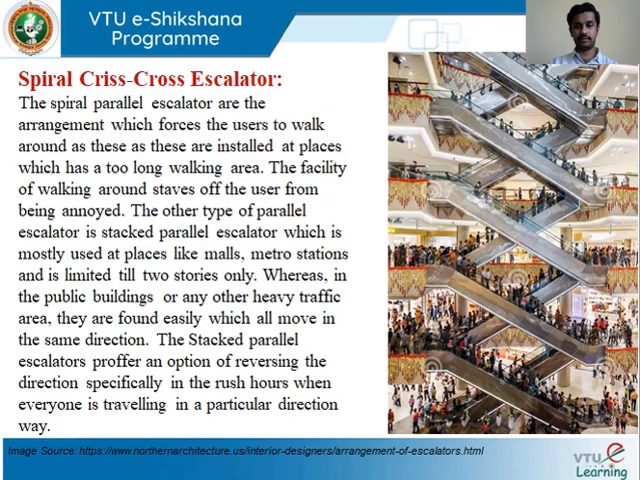 VTU e-Shikshana
Programme
Spiral Criss-Cross Escalator:
The spiral parallel escalator are the
arrangement which forces the users to walk
around as these as these are installed at places
which has a too long walking area. The facility
of walking around staves off the user from
being annoyed. The other type of parallel
escalator is stacked parallel escalator which is
mostly used at places like malls, metro stations
and is limited till two stories only. Whereas, in
the public buildings or any other heavy traffic
area, they are found easily which all move in
the same direction. The Stacked parallel
escalators proffer an option of reversing the
direction specifically in the rush hours when
everyone is travelling in a particular direction
way.
Image Source: https://www.northernarchitecture.us/interior-designers/arrangement-of-escalators.html
VTU e
Learning